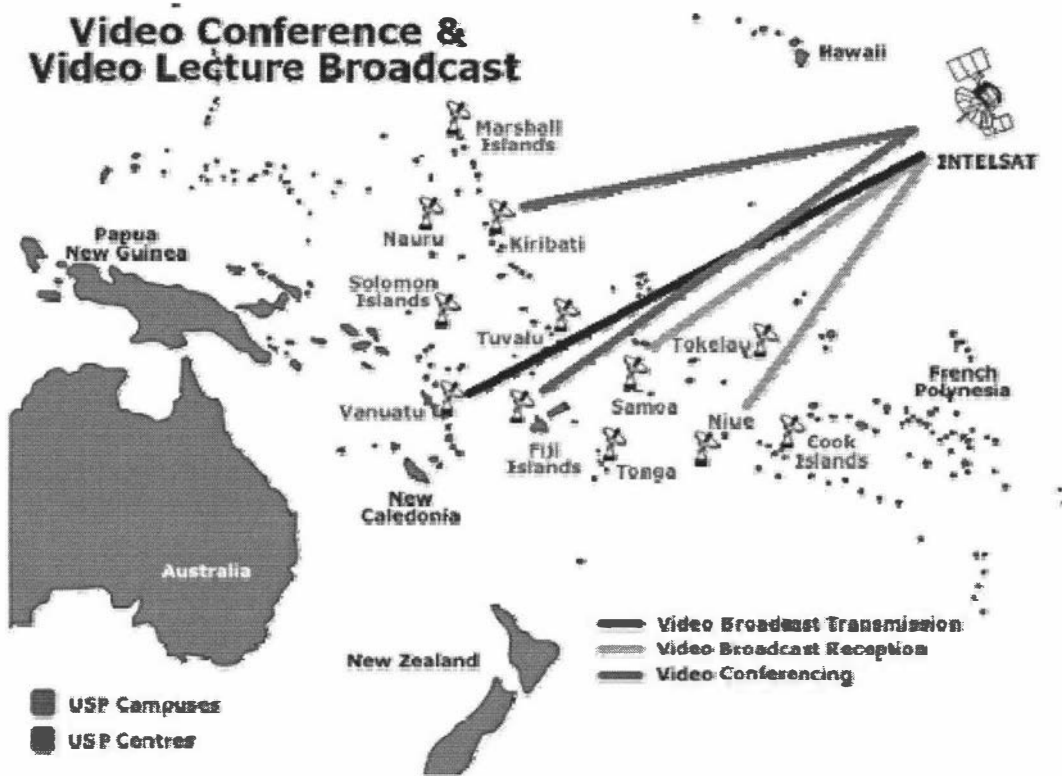 Video Conference &
Video Lecture Broadcast
Hawaii
Marshall
Islands
INTELSAT
Papua
New Guinea
Nauru
Kiribati
Solomon
Islands
Tuvalu
Tokelau
French
Polynesia
Vanuatu
Samoa
Niue
Fiji
Islands
Tonga
Cook
Islands
New
Caledonia
Australia
Video Broadcast Transmission
Video Broadcast Reception
Video Conferencing
New Zealand
USP Campuses
USP Centres